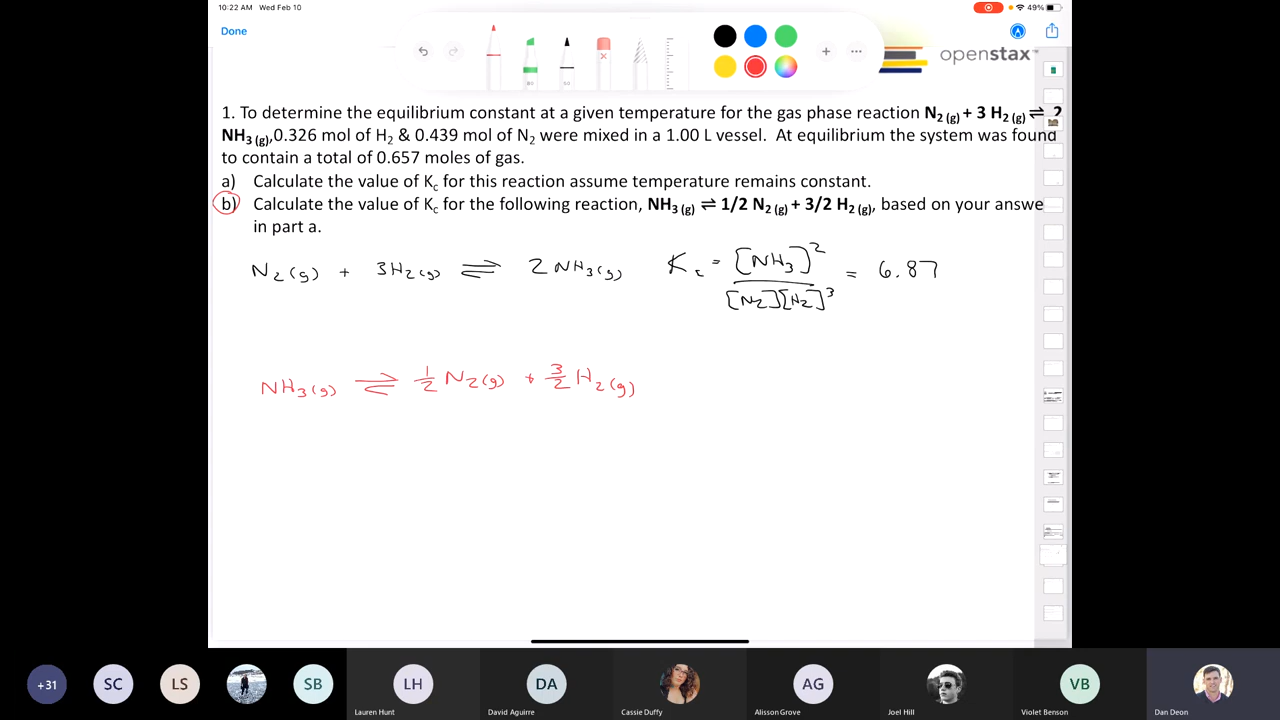 10:22 AM Wed Feb 10
49%
Done
openstax
1. To determine the equilibrium constant at a given temperature for the gas phase reaction N₂ (g) + 3 H₂ (g) ⇌ 2
NH₃ (g),0.326 mol of H₂ & 0.439 mol of N₂ were mixed in a 1.00 L vessel. At equilibrium the system was found
to contain a total of 0.657 moles of gas.
a) Calculate the value of Kc for this reaction assume temperature remains constant.
b) Calculate the value of Kc for the following reaction, NH₃ (g) ⇌ 1/2 N₂ (g) + 3/2 H₂ (g), based on your answe
in part a.
N₂(g) + 3H₂(g) ⇌ 2NH₃(g) Kc = [NH₃]² / [N₂][H₂]³ = 6.87
NH₃(g) ⇌ 1/2 N₂(g) + 3/2 H₂(g)
+31 SC LS SB LH DA AG VB
Lauren Hunt David Aguirre Cassie Duffy Alisson Grove Joel Hill Violet Benson Dan Deon